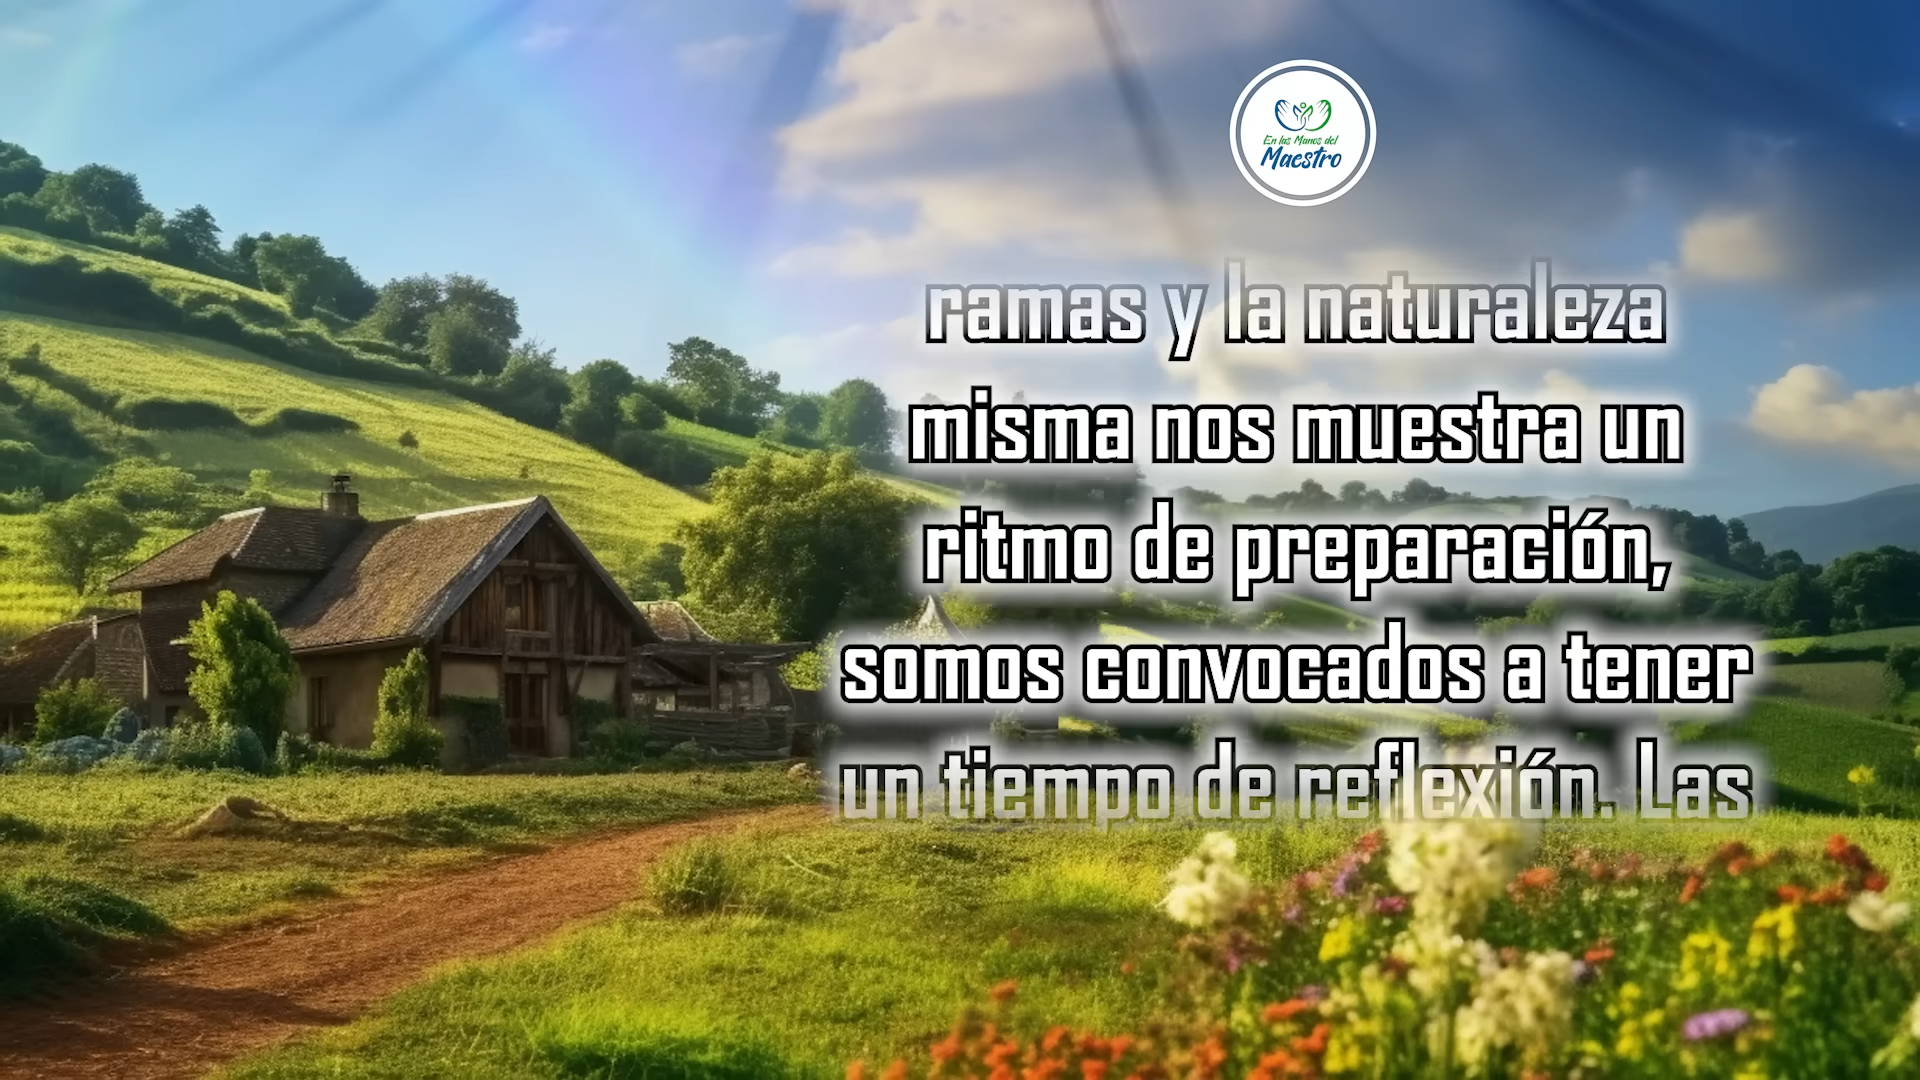 En las Manos del
Maestro
ramas y la naturaleza
misma nos muestra un
ritmo de preparación,
somos convocados a tener
un tiempo de reflexión. Las